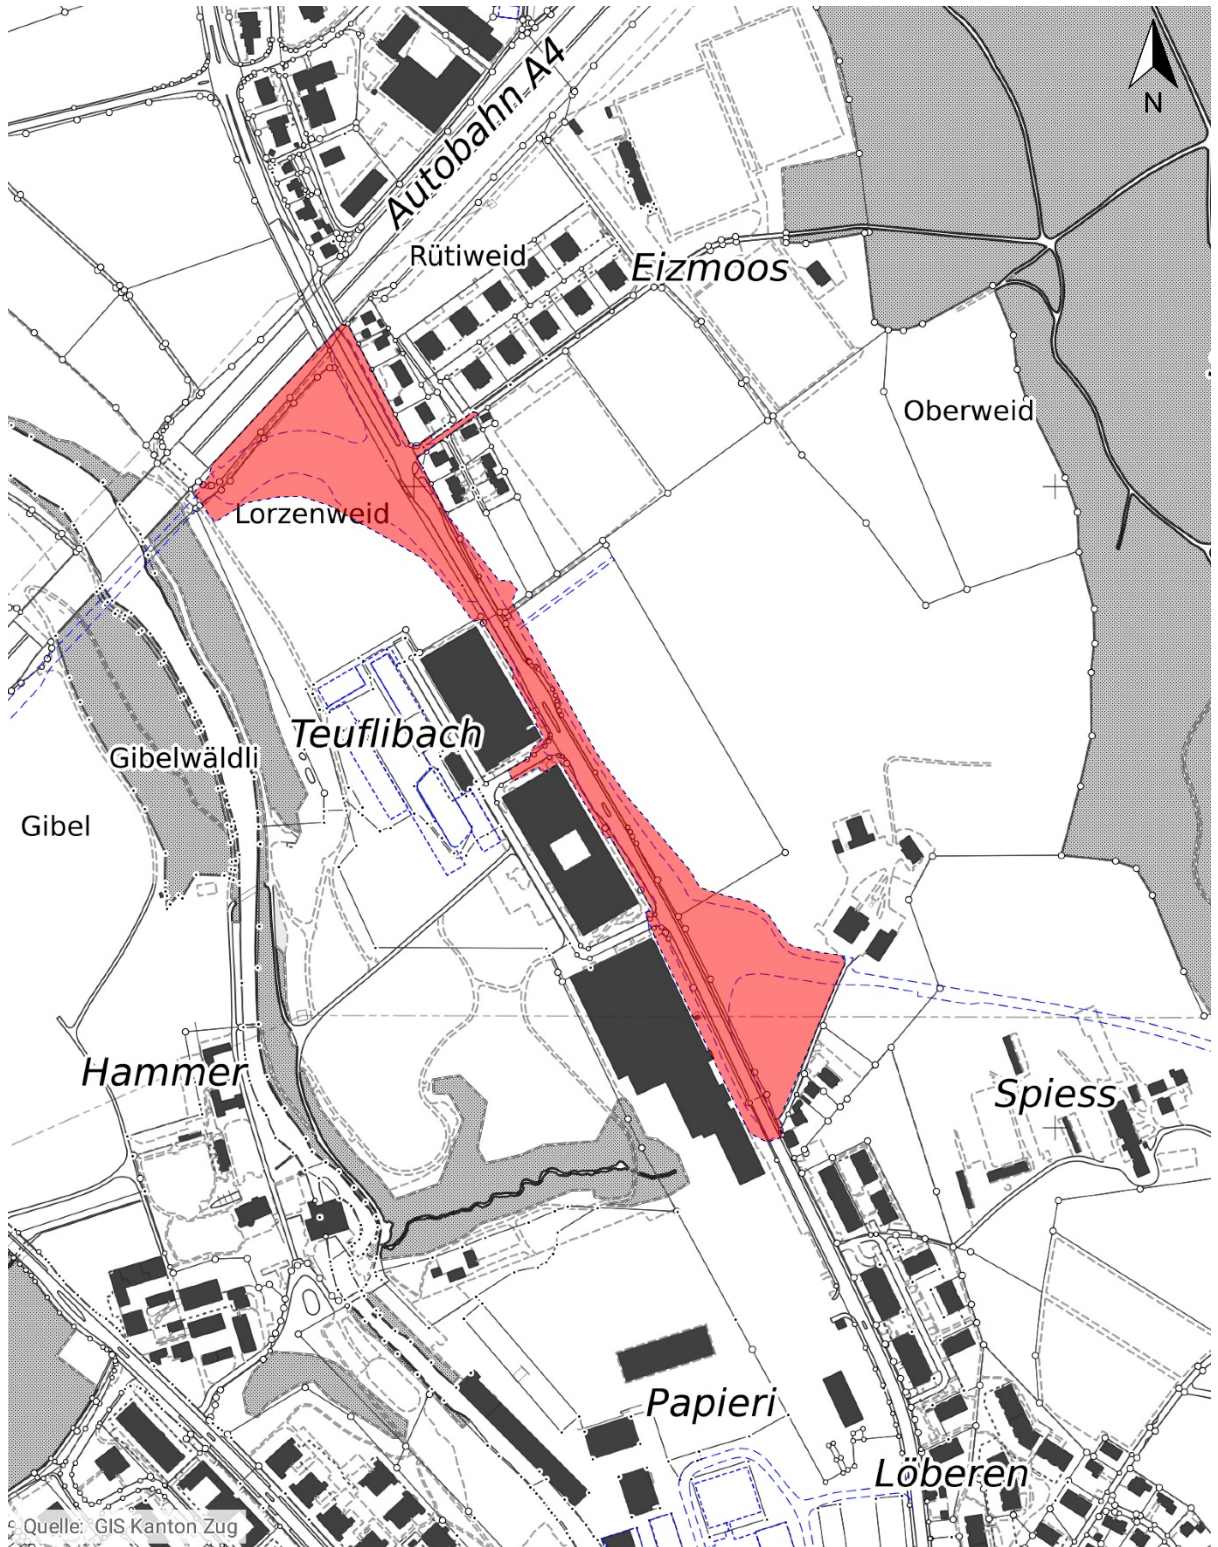 Autobahn A4
N
Rütiweid
Eizmoos
Oberweid
Lorzenweid
Teuflibach
Gibelwäldli
Gibel
Hammer
Spiess
Papieri
Löberen
Quelle: GIS Kanton Zug